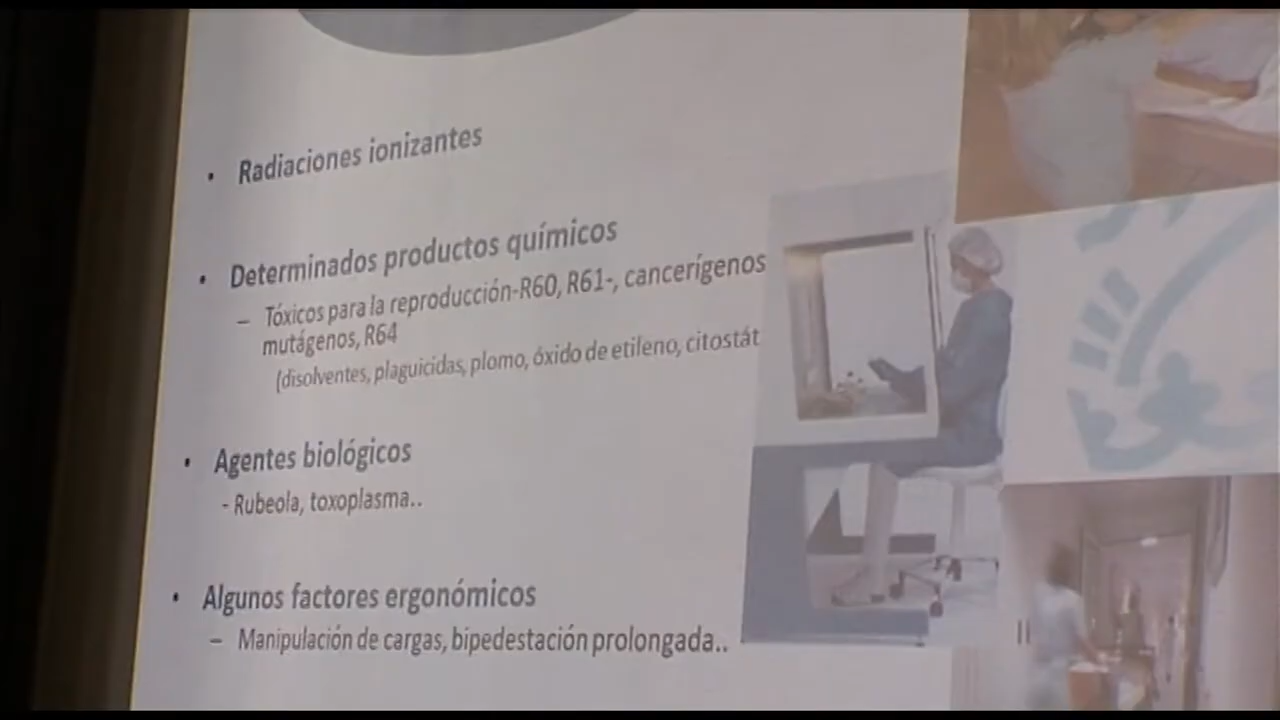 • Radiaciones ionizantes
• Determinados productos químicos
– Tóxicos para la reproducción-R60, R61-, cancerígenos
mutágenos, R64
(disolventes, plaguicidas, plomo, óxido de etileno, citostát
• Agentes biológicos
- Rubeola, toxoplasma..
• Algunos factores ergonómicos
– Manipulación de cargas, bipedestación prolongada..